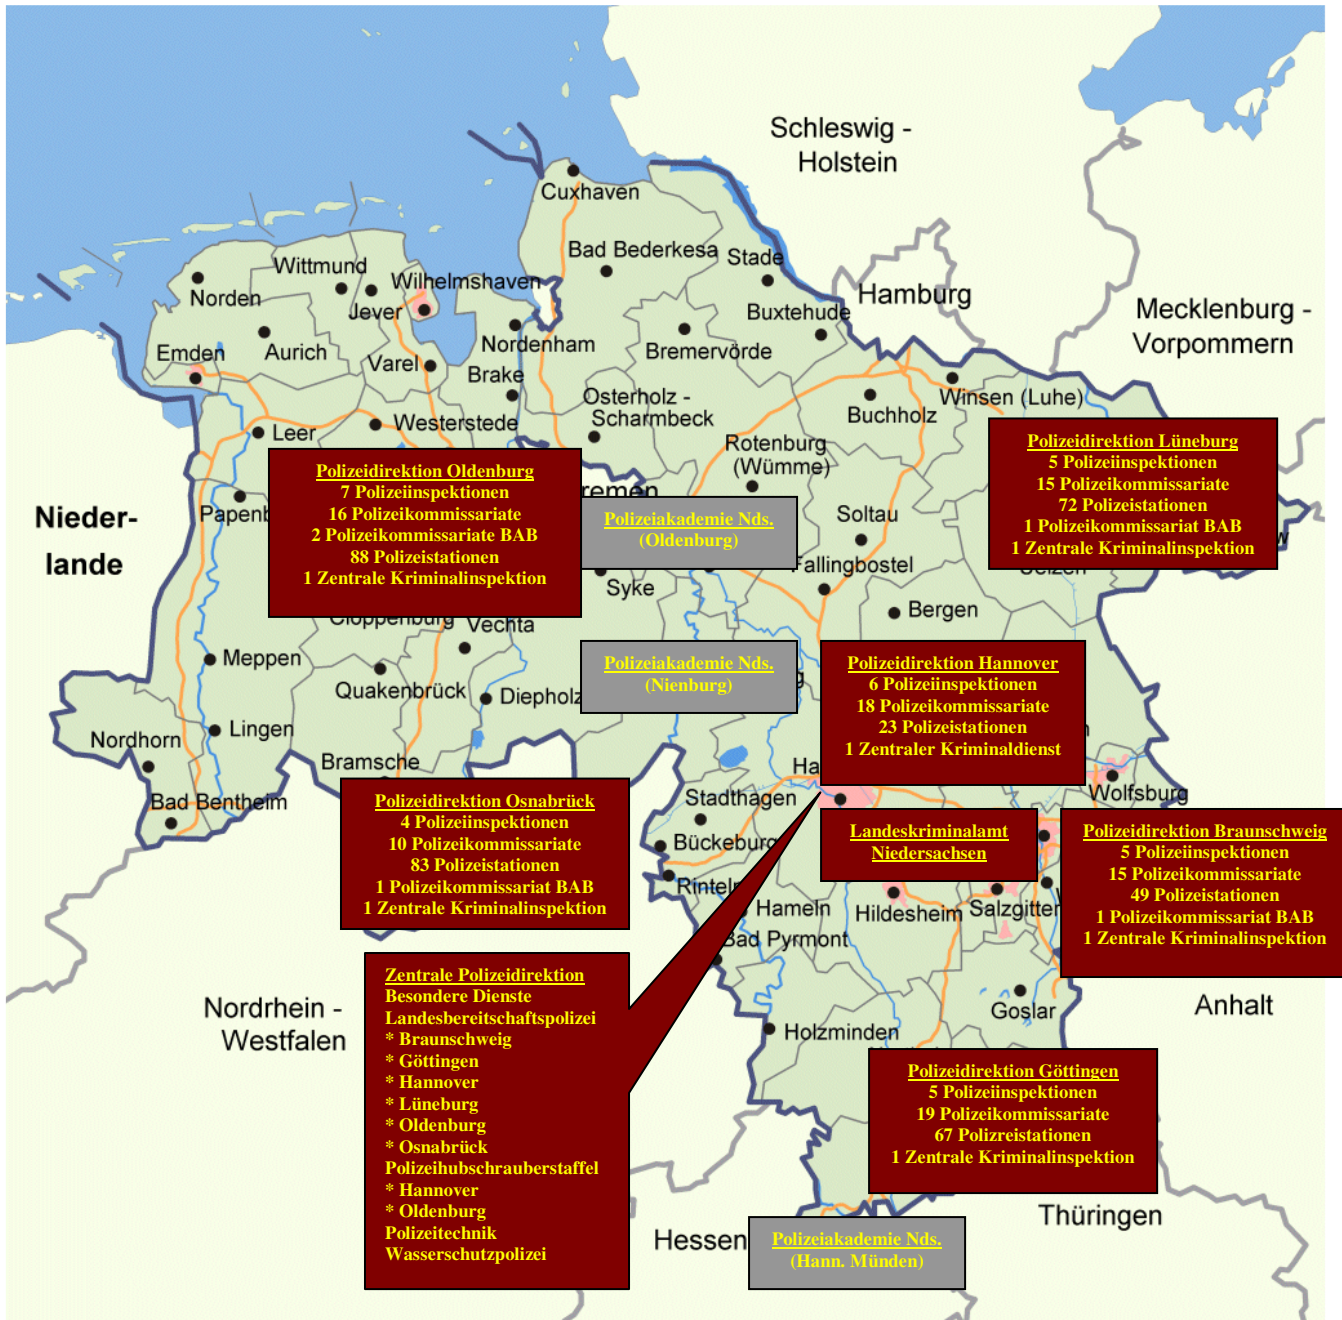 Schleswig -
Holstein
Cuxhaven
Bad Bederkesa
Stade
Wittmund
Wilhelmshaven
Norden
Jever
Hamburg
Buxtehude
Mecklenburg -
Vorpommern
Aurich
Nordenham
Bremervörde
Emden
Varel
Brake
Osterholz -
Scharmbeck
Buchholz
Winsen (Luhe)
Westerstede
Leer
Rotenburg
(Wümme)
Polizeidirektion Lüneburg
5 Polizeiinspektionen
15 Polizeikommissariate
72 Polizeistationen
1 Polizeikommissariat BAB
1 Zentrale Kriminalinspektion
Polizeidirektion Oldenburg
7 Polizeiinspektionen
16 Polizeikommissariate
2 Polizeikommissariate BAB
88 Polizeistationen
1 Zentrale Kriminalinspektion
remen
Papenb
Nieder-
lande
Polizeiakademie Nds.
(Oldenburg)
Soltau
Fallingbostel
Syke
Uelzen
w
Bergen
Cloppenburg
Vechta
Meppen
Quakenbrück
Diepholz
Polizeiakademie Nds.
(Nienburg)
g
Polizeidirektion Hannover
6 Polizeiinspektionen
18 Polizeikommissariate
23 Polizeistationen
1 Zentraler Kriminaldienst
n
Lingen
Nordhorn
Bramsche
Ha
Bad Bentheim
Stadthagen
Wolfsburg
Polizeidirektion Osnabrück
4 Polizeiinspektionen
10 Polizeikommissariate
83 Polizeistationen
1 Polizeikommissariat BAB
1 Zentrale Kriminalinspektion
Bückeburg
Landeskriminalamt
Niedersachsen
Polizeidirektion Braunschweig
5 Polizeiinspektionen
15 Polizeikommissariate
49 Polizeistationen
1 Polizeikommissariat BAB
1 Zentrale Kriminalinspektion
Rinteln
Hameln
Hildesheim
Salzgitter
W
Bad Pyrmont
Zentrale Polizeidirektion
Besondere Dienste
Landesbereitschaftspolizei
* Braunschweig
* Göttingen
* Hannover
* Lüneburg
* Oldenburg
* Osnabrück
Polizeihubschrauberstaffel
* Hannover
* Oldenburg
Polizeitechnik
Wasserschutzpolizei
Nordrhein -
Westfalen
Goslar
Anhalt
Holzminden
Polizeidirektion Göttingen
5 Polizeiinspektionen
19 Polizeikommissariate
67 Polizreistationen
1 Zentrale Kriminalinspektion
Thüringen
Hessen
Polizeiakademie Nds.
(Hann. Münden)